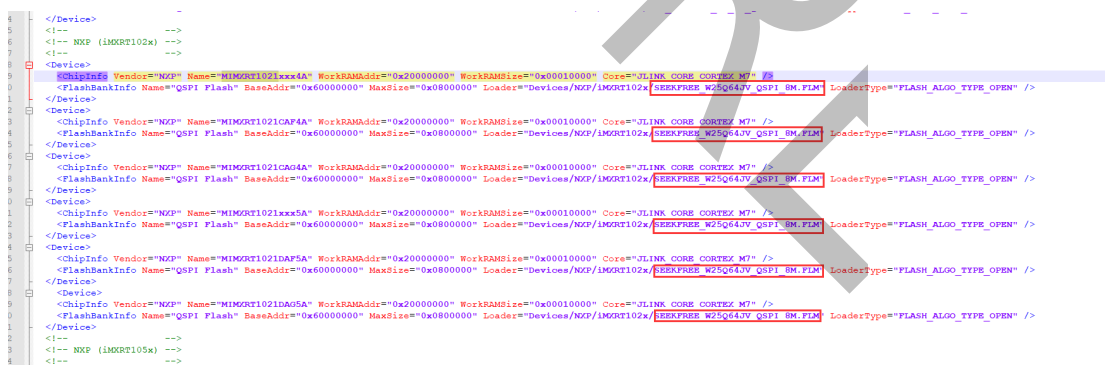 </Device>
<!-- -->
<!-- NXP (iMXRT102x) -->
<!-- -->
<Device>
<ChipInfo Vendor="NXP" Name="MIMXRT1021xxx4A" WorkRAMAddr="0x20000000" WorkRAMSize="0x00010000" Core="JLINK_CORE_CORTEX_M7" />
<FlashBankInfo Name="QSPI Flash" BaseAddr="0x60000000" MaxSize="0x0800000" Loader="Devices/NXP/iMXRT102x/SEEKFREE_W25Q64JV_QSPI_8M.FLM" LoaderType="FLASH_ALGO_TYPE_OPEN" />
</Device>
<Device>
<ChipInfo Vendor="NXP" Name="MIMXRT1021CAF4A" WorkRAMAddr="0x20000000" WorkRAMSize="0x00010000" Core="JLINK_CORE_CORTEX_M7" />
<FlashBankInfo Name="QSPI Flash" BaseAddr="0x60000000" MaxSize="0x0800000" Loader="Devices/NXP/iMXRT102x/SEEKFREE_W25Q64JV_QSPI_8M.FLM" LoaderType="FLASH_ALGO_TYPE_OPEN" />
</Device>
<Device>
<ChipInfo Vendor="NXP" Name="MIMXRT1021CAG4A" WorkRAMAddr="0x20000000" WorkRAMSize="0x00010000" Core="JLINK_CORE_CORTEX_M7" />
<FlashBankInfo Name="QSPI Flash" BaseAddr="0x60000000" MaxSize="0x0800000" Loader="Devices/NXP/iMXRT102x/SEEKFREE_W25Q64JV_QSPI_8M.FLM" LoaderType="FLASH_ALGO_TYPE_OPEN" />
</Device>
<Device>
<ChipInfo Vendor="NXP" Name="MIMXRT1021xxx5A" WorkRAMAddr="0x20000000" WorkRAMSize="0x00010000" Core="JLINK_CORE_CORTEX_M7" />
<FlashBankInfo Name="QSPI Flash" BaseAddr="0x60000000" MaxSize="0x0800000" Loader="Devices/NXP/iMXRT102x/SEEKFREE_W25Q64JV_QSPI_8M.FLM" LoaderType="FLASH_ALGO_TYPE_OPEN" />
</Device>
<Device>
<ChipInfo Vendor="NXP" Name="MIMXRT1021DAF5A" WorkRAMAddr="0x20000000" WorkRAMSize="0x00010000" Core="JLINK_CORE_CORTEX_M7" />
<FlashBankInfo Name="QSPI Flash" BaseAddr="0x60000000" MaxSize="0x0800000" Loader="Devices/NXP/iMXRT102x/SEEKFREE_W25Q64JV_QSPI_8M.FLM" LoaderType="FLASH_ALGO_TYPE_OPEN" />
</Device>
<Device>
<ChipInfo Vendor="NXP" Name="MIMXRT1021DAG5A" WorkRAMAddr="0x20000000" WorkRAMSize="0x00010000" Core="JLINK_CORE_CORTEX_M7" />
<FlashBankInfo Name="QSPI Flash" BaseAddr="0x60000000" MaxSize="0x0800000" Loader="Devices/NXP/iMXRT102x/SEEKFREE_W25Q64JV_QSPI_8M.FLM" LoaderType="FLASH_ALGO_TYPE_OPEN" />
</Device>
<!-- -->
<!-- NXP (iMXRT105x) -->
<!-- -->